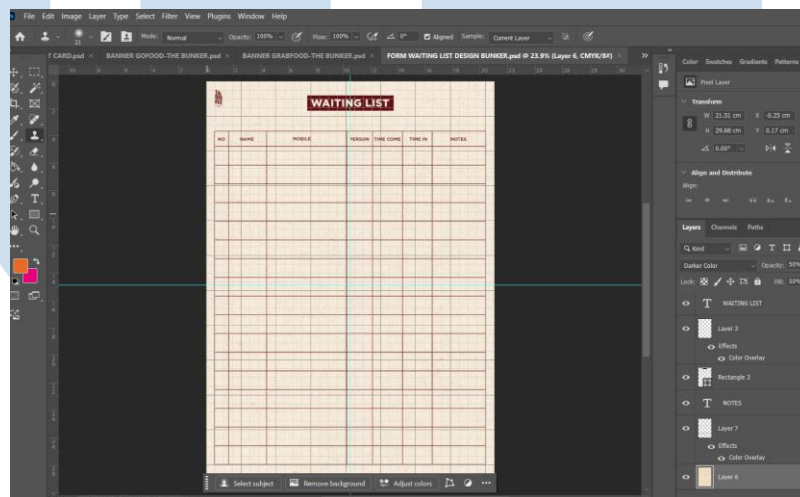 File Edit Image Layer Type Select Filter View Plugins Window Help
21 Mode: Normal Opacity: 100% Flow: 100% 0° Aligned Sample: Current Layer
T CARD.psd × BANNER GOFOOD-THE BUNKER.psd × BANNER GRABFOOD-THE BUNKER.psd × FORM WAITING LIST DESIGN BUNKER.psd @ 23.9% (Layer 6, CMYK/8#) ×
Color Swatches Gradients Patterns
Pixel Layer
Transform
W 21.51 cm X -0.25 cm
H 29.68 cm Y 0.17 cm
0.00°
Align and Distribute
Align:
Layers Channels Paths
Kind
Darker Color Opacity: 50%
Lock: Fill: 50%
WAITING LIST
Layer 3
Effects
Color Overlay
Rectangle 2
NOTES
Layer 7
Effects
Color Overlay
Layer 6
WAITING LIST
NO NAME MOBILE PERSON TIME COME TIME IN NOTES
Select subject Remove background Adjust colors